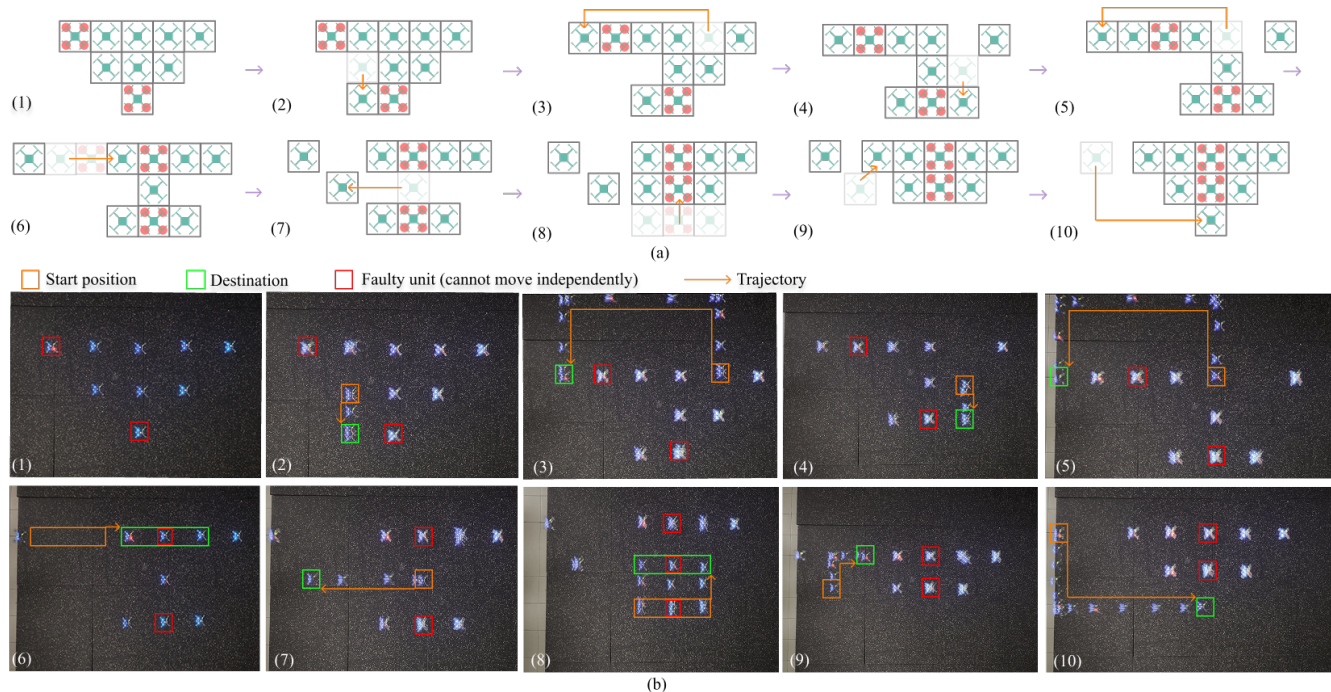 (1) (2) (3) (4) (5)
(6) (7) (8) (9) (10)
(a)
Start position Destination Faulty unit (cannot move independently) Trajectory
(1) (2) (3) (4) (5)
(6) (7) (8) (9) (10)
(b)